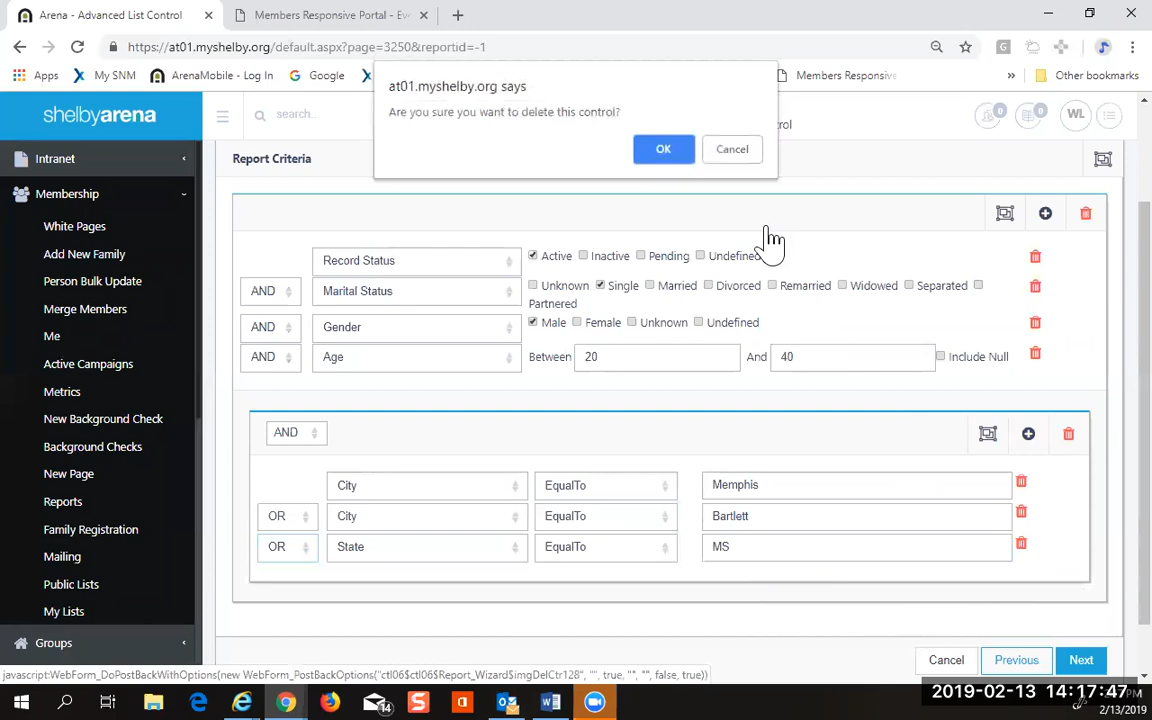 Arena - Advanced List Control
Members Responsive Portal - Ev
https://at01.myshelby.org/default.aspx?page=3250&reportid=-1
Apps
My SNM
ArenaMobile - Log In
Google
Members Responsive
Other bookmarks
at01.myshelby.org says
Are you sure you want to delete this control?
OK
Cancel
shelbyarena
search...
0
0
WL
Intranet
Report Criteria
Membership
White Pages
Add New Family
Person Bulk Update
Merge Members
Me
Active Campaigns
Metrics
New Background Check
Background Checks
New Page
Reports
Family Registration
Mailing
Public Lists
My Lists
Groups
Record Status
Active Inactive Pending Undefined
AND Marital Status
Unknown Single Married Divorced Remarried Widowed Separated
Partnered
AND Gender
Male Female Unknown Undefined
AND Age Between 20 And 40 Include Null
AND
City EqualTo Memphis
OR City EqualTo Bartlett
OR State EqualTo MS
Cancel
Previous
Next
javascript:WebForm_DoPostBackWithOptions(new WebForm_PostBackOptions("ctl06$ctl06$Report_Wizard$imgDelCtr128", "", true, "", "", false, true))
14
2019-02-13 14:17:47 PM
2/13/2019